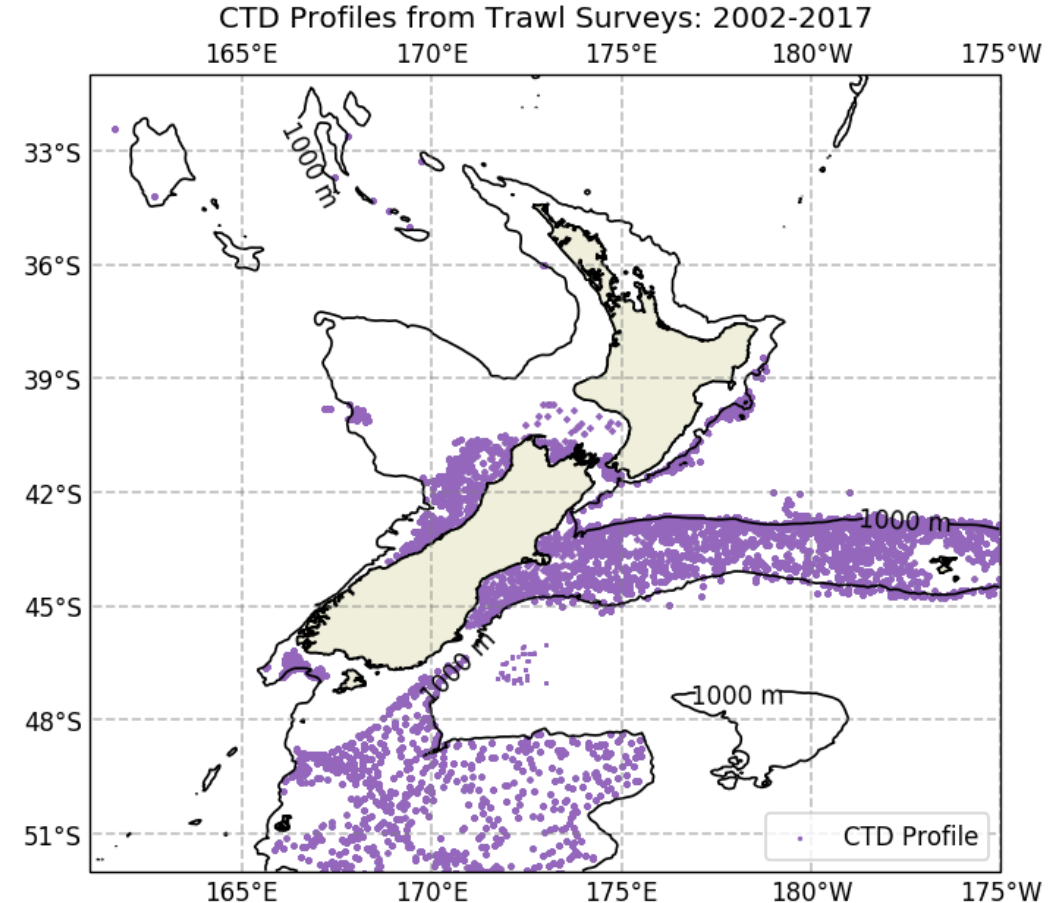 CTD Profiles from Trawl Surveys: 2002-2017
165°E 170°E 175°E 180°W 175°W
33°S
1000 m
36°S
39°S
42°S
1000 m
45°S
1000 m
1000 m
48°S
51°S
CTD Profile
165°E 170°E 175°E 180°W 175°W